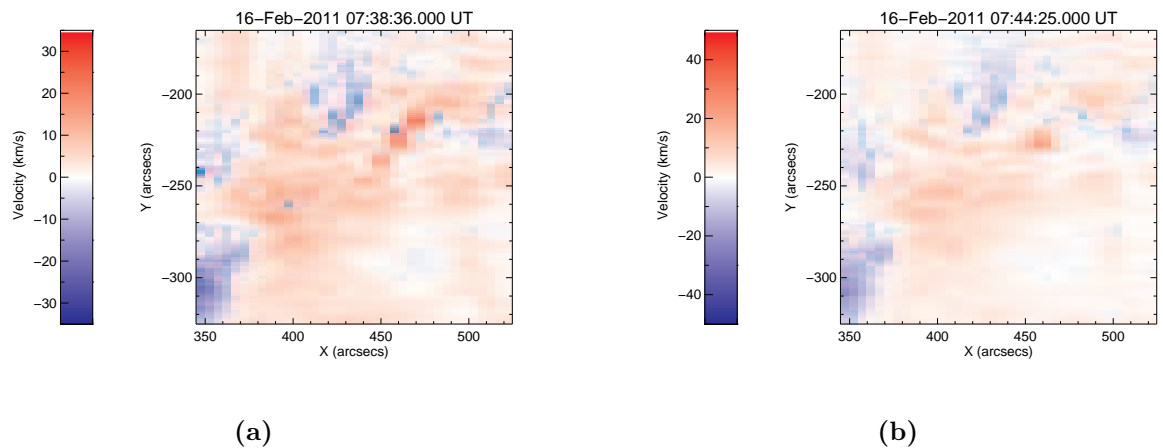 16−Feb−2011 07:38:36.000 UT
30
20
10
0
−10
−20
−30
Velocity (km/s)
−200
−250
−300
Y (arcsecs)
350 400 450 500
X (arcsecs)
(a)
16−Feb−2011 07:44:25.000 UT
40
20
0
−20
−40
Velocity (km/s)
−200
−250
−300
Y (arcsecs)
350 400 450 500
X (arcsecs)
(b)